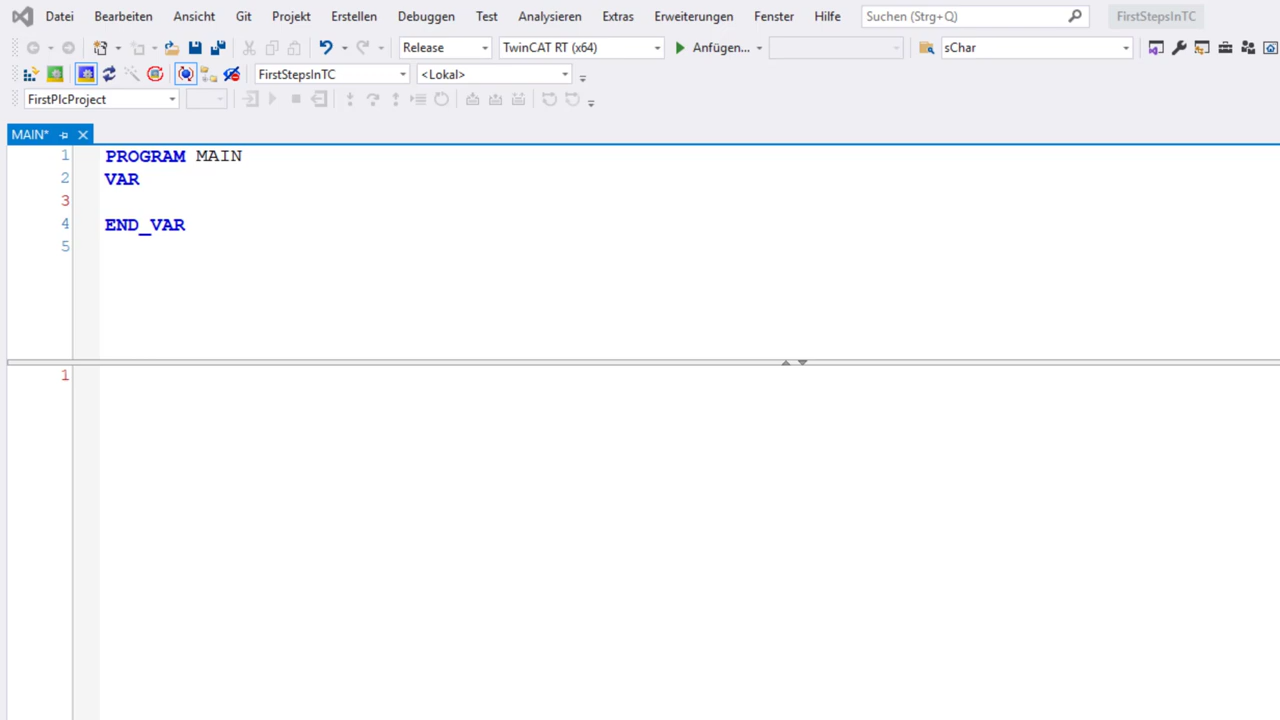 Datei Bearbeiten Ansicht Git Projekt Erstellen Debuggen Test Analysieren Extras Erweiterungen Fenster Hilfe Suchen (Strg+Q) FirstStepsInTC
Release TwinCAT RT (x64) Anfügen... sChar
FirstStepsInTC <Lokal>
FirstPlcProject
MAIN*
1 PROGRAM MAIN
2 VAR
3
4 END_VAR
5
1